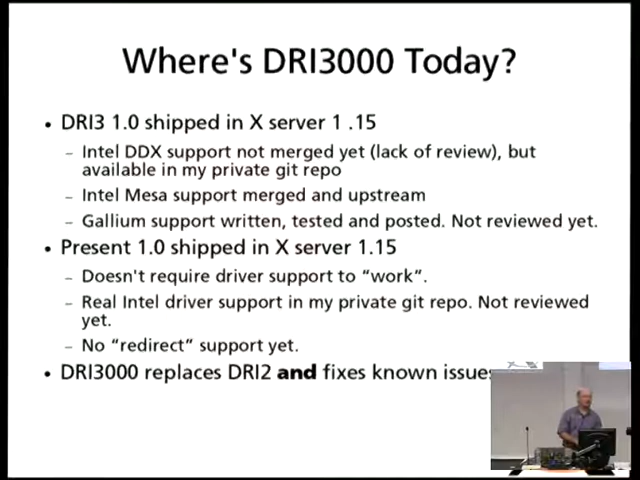 Where's DRI3000 Today?
• DRI3 1.0 shipped in X server 1 .15
– Intel DDX support not merged yet (lack of review), but
available in my private git repo
– Intel Mesa support merged and upstream
– Gallium support written, tested and posted. Not reviewed yet.
• Present 1.0 shipped in X server 1.15
– Doesn't require driver support to “work”.
– Real Intel driver support in my private git repo. Not reviewed
yet.
– No “redirect” support yet.
• DRI3000 replaces DRI2 and fixes known issues